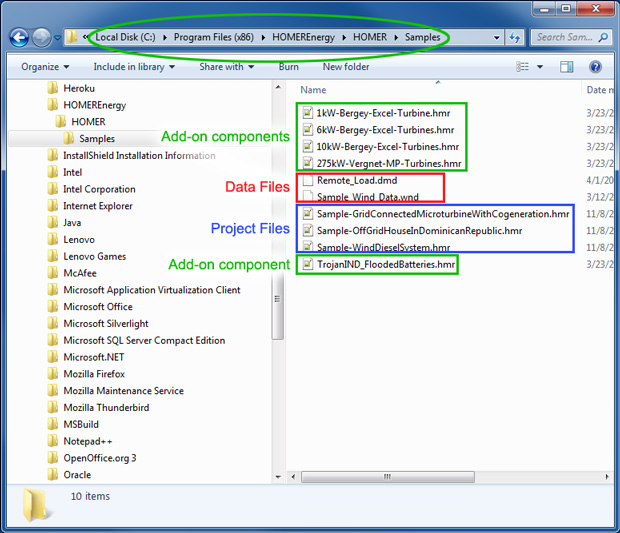 « Local Disk (C:) Program Files (x86) HOMEREnergy HOMER Samples
Search Sam...
Organize Include in library Share with Burn New folder
Heroku
HOMEREnergy
HOMER
Samples
InstallShield Installation Information
Intel
Intel Corporation
Internet Explorer
Java
Lenovo
Lenovo Games
McAfee
Microsoft Application Virtualization Client
Microsoft Office
Microsoft Silverlight
Microsoft SQL Server Compact Edition
Microsoft.NET
Mozilla Firefox
Mozilla Maintenance Service
Mozilla Thunderbird
MSBuild
Notepad++
OpenOffice.org 3
Oracle
Add-on components
Data Files
Project Files
Add-on component
Name Date m
1kW-Bergey-Excel-Turbine.hmr 3/23/2
6kW-Bergey-Excel-Turbines.hmr 3/23/2
10kW-Bergey-Excel-Turbines.hmr 3/23/2
275kW-Vergnet-MP-Turbines.hmr 3/23/2
Remote_Load.dmd 4/1/20
Sample_Wind_Data.wnd 3/12/2
Sample-GridConnectedMicroturbineWithCogeneration.hmr 11/8/2
Sample-OffGridHouseInDominicanRepublic.hmr 11/8/2
Sample-WindDieselSystem.hmr 11/8/2
TrojanIND_FloodedBatteries.hmr 3/23/2
10 items